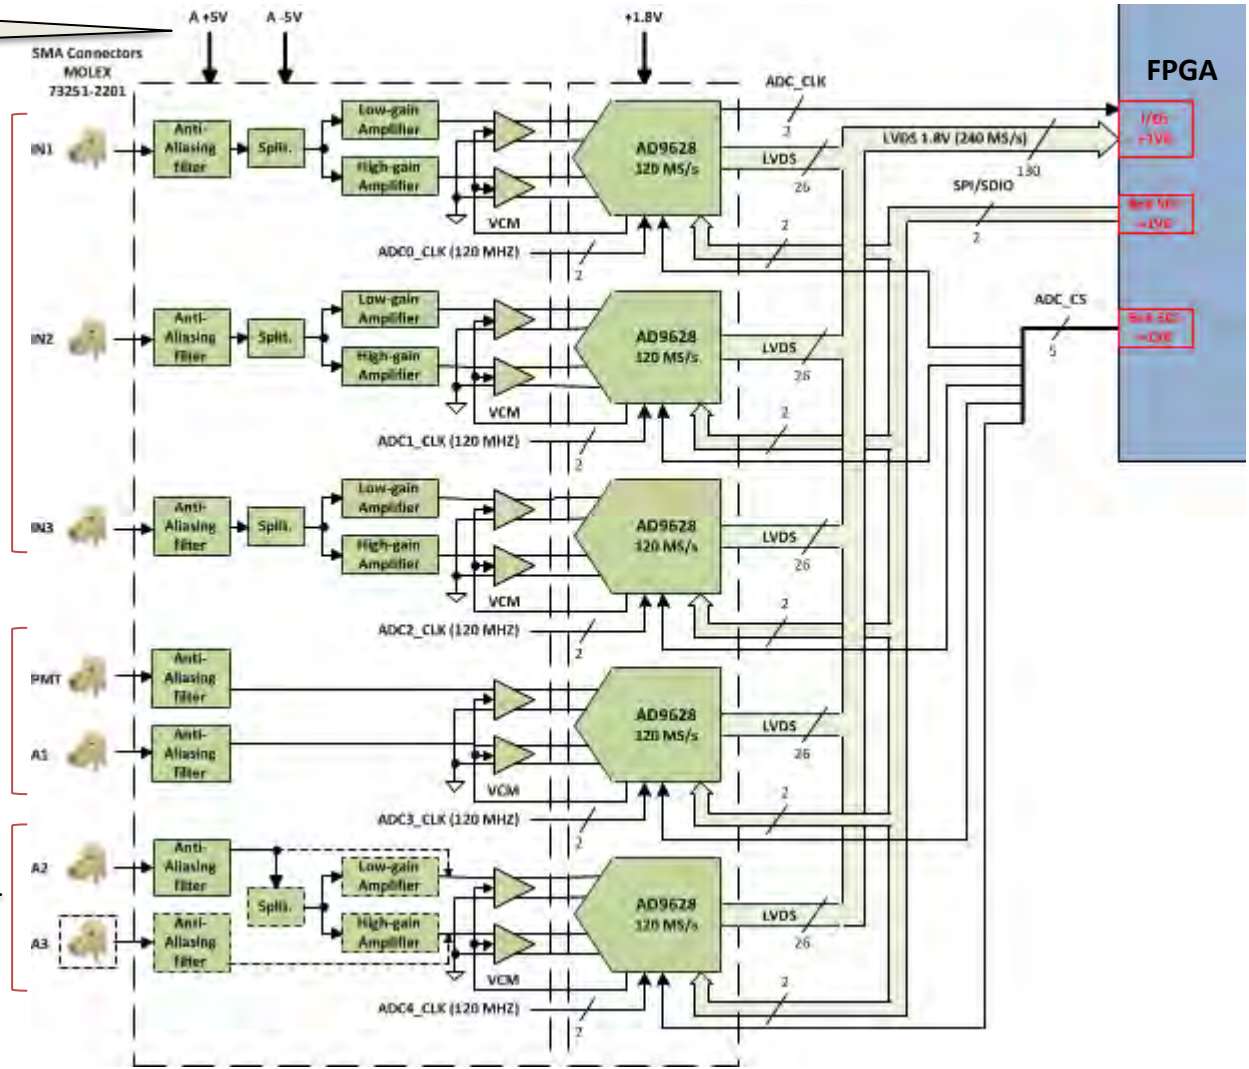 A +5V
A -5V
+1.8V
SMA Connectors
MOLEX
73251-2201
FPGA
ADC_CLK
2
I/Os
LVDS 1.8V (240 MS/s)
130
SPI/SDIO
2
ADC_CS
5
IN1
Anti-
Aliasing
filter
Split.
Low-gain
Amplifier
High-gain
Amplifier
VCM
AD9628
120 MS/s
LVDS
26
2
ADC0_CLK (120 MHZ)
2
IN2
Anti-
Aliasing
filter
Split.
Low-gain
Amplifier
High-gain
Amplifier
VCM
AD9628
120 MS/s
LVDS
26
2
ADC1_CLK (120 MHZ)
2
IN3
Anti-
Aliasing
filter
Split.
Low-gain
Amplifier
High-gain
Amplifier
VCM
AD9628
120 MS/s
LVDS
26
2
ADC2_CLK (120 MHZ)
2
PMT
Anti-
Aliasing
filter
A1
Anti-
Aliasing
filter
VCM
AD9628
120 MS/s
LVDS
26
2
ADC3_CLK (120 MHZ)
2
A2
Anti-
Aliasing
filter
Split.
Low-gain
Amplifier
High-gain
Amplifier
A3
Anti-
Aliasing
filter
VCM
AD9628
120 MS/s
LVDS
26
2
ADC4_CLK (120 MHZ)
2